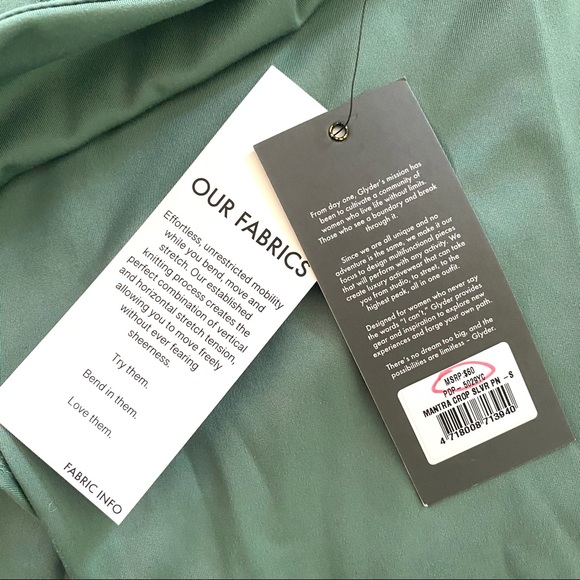 OUR FABRICS
Effortless, unrestricted mobility
while you bend, move and
stretch. Our established
knitting process creates the
perfect combination of vertical
and horizontal stretch tension,
allowing you to move freely
without ever fearing
sheerness.
Try them.
Bend in them.
Love them.
FABRIC INFO
From day one, Glyder's mission has
been to cultivate a community of
women who live life without limits.
Those who see a boundary and break
through it.
Since we are all unique and no
adventure is the same, we make it our
focus to design multifunctional pieces
that will perform with any activity. We
create luxury activewear that can take
you from studio, to street, to the
highest peak, all in one outfit.
Designed for women who never say
the words "I can't," Glyder provides
gear and inspiration to explore new
experiences and forge your own path.
There's no dream too big, and the
possibilities are limitless – Glyder.
MSRP:$60
PDR- 5029YC
MANTRA CROP SLVR PN -S
4 718008 713940